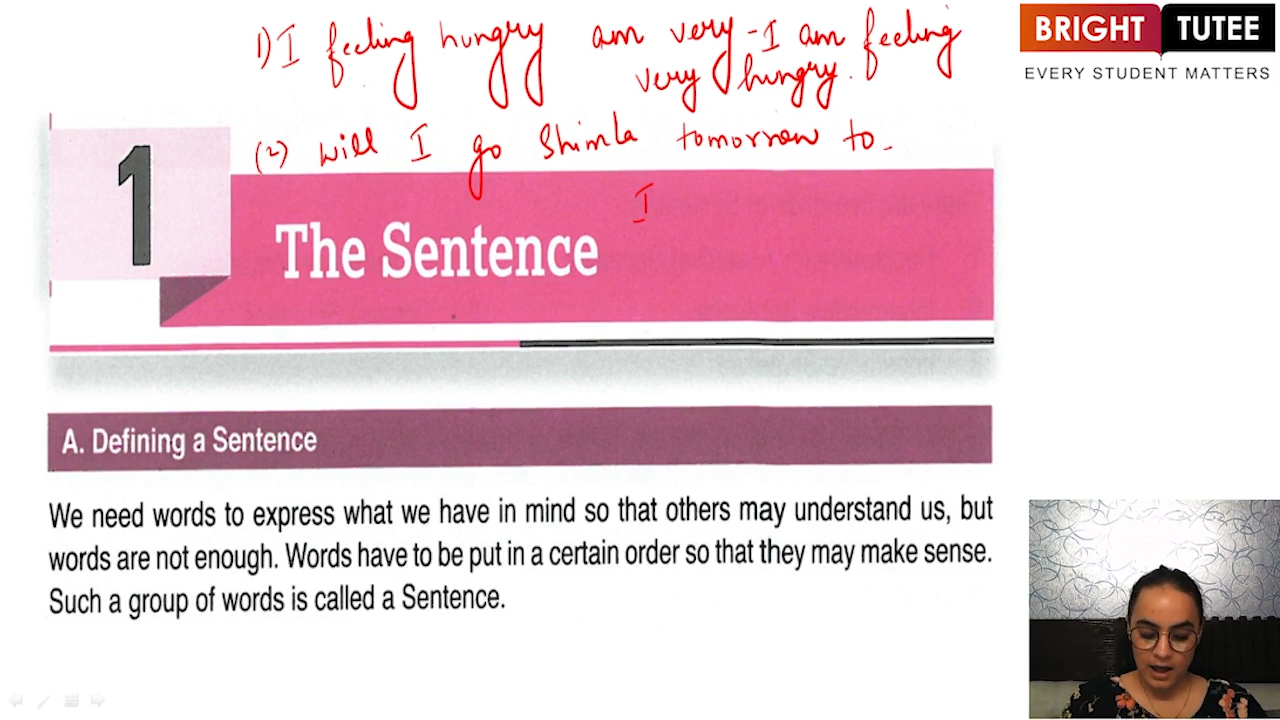 1) I feeling hungry am very - I am feeling
very hungry.
(2) Will I go Shimla tomorrow to.
I
BRIGHT TUTEE
EVERY STUDENT MATTERS
1
The Sentence
A. Defining a Sentence
We need words to express what we have in mind so that others may understand us, but
words are not enough. Words have to be put in a certain order so that they may make sense.
Such a group of words is called a Sentence.